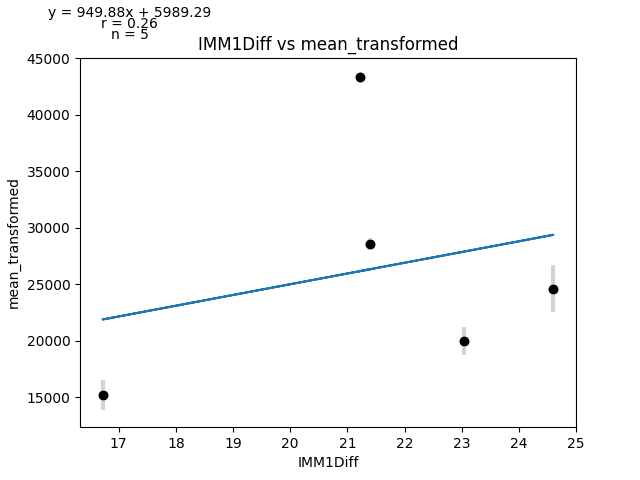 y = 949.88x + 5989.29
r = 0.26
n = 5
IMM1Diff vs mean_transformed
45000
40000
35000
30000
25000
20000
15000
mean_transformed
17 18 19 20 21 22 23 24 25
IMM1Diff